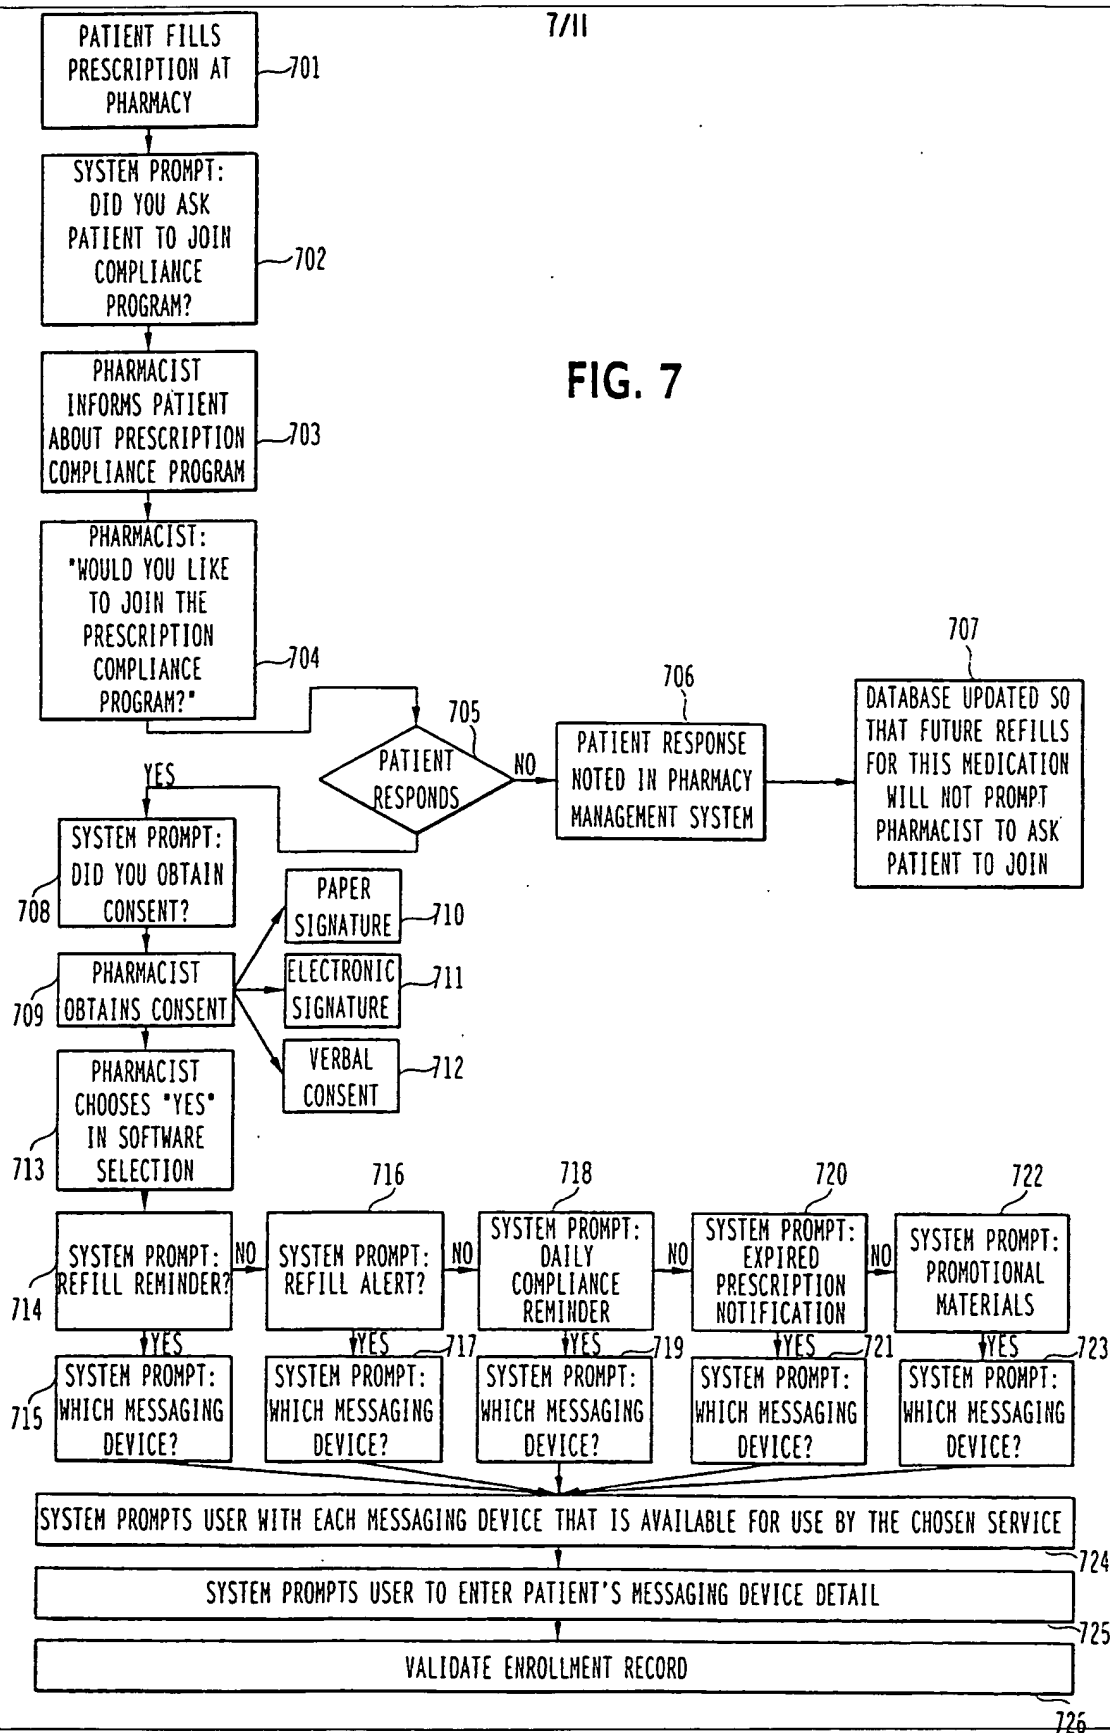 7/11
PATIENT FILLS
PRESCRIPTION AT
PHARMACY
701
SYSTEM PROMPT:
DID YOU ASK
PATIENT TO JOIN
COMPLIANCE
PROGRAM?
702
PHARMACIST
INFORMS PATIENT
ABOUT PRESCRIPTION
COMPLIANCE PROGRAM
703
FIG. 7
PHARMACIST:
"WOULD YOU LIKE
TO JOIN THE
PRESCRIPTION
COMPLIANCE
PROGRAM?"
704
705
PATIENT
RESPONDS
NO
YES
706
PATIENT RESPONSE
NOTED IN PHARMACY
MANAGEMENT SYSTEM
707
DATABASE UPDATED SO
THAT FUTURE REFILLS
FOR THIS MEDICATION
WILL NOT PROMPT
PHARMACIST TO ASK
PATIENT TO JOIN
SYSTEM PROMPT:
DID YOU OBTAIN
CONSENT?
708
PHARMACIST
OBTAINS CONSENT
709
PAPER
SIGNATURE
710
ELECTRONIC
SIGNATURE
711
VERBAL
CONSENT
712
PHARMACIST
CHOOSES "YES"
IN SOFTWARE
SELECTION
713
SYSTEM PROMPT:
REFILL REMINDER?
714
NO
716
SYSTEM PROMPT:
REFILL ALERT?
NO
718
SYSTEM PROMPT:
DAILY
COMPLIANCE
REMINDER
NO
720
SYSTEM PROMPT:
EXPIRED
PRESCRIPTION
NOTIFICATION
NO
722
SYSTEM PROMPT:
PROMOTIONAL
MATERIALS
YES
YES
717
YES
719
YES
721
YES
723
SYSTEM PROMPT:
WHICH MESSAGING
DEVICE?
715
SYSTEM PROMPT:
WHICH MESSAGING
DEVICE?
SYSTEM PROMPT:
WHICH MESSAGING
DEVICE?
SYSTEM PROMPT:
WHICH MESSAGING
DEVICE?
SYSTEM PROMPT:
WHICH MESSAGING
DEVICE?
SYSTEM PROMPTS USER WITH EACH MESSAGING DEVICE THAT IS AVAILABLE FOR USE BY THE CHOSEN SERVICE
724
SYSTEM PROMPTS USER TO ENTER PATIENT'S MESSAGING DEVICE DETAIL
725
VALIDATE ENROLLMENT RECORD
726